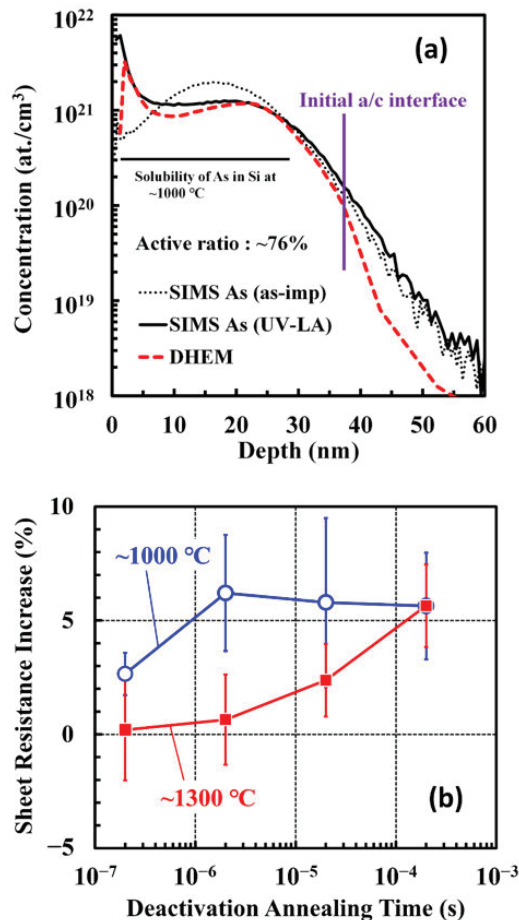 (a)
10²²
10²¹
10²⁰
10¹⁹
10¹⁸
Concentration (at./cm³)
Initial a/c interface
Solubility of As in Si at
~1000 °C
Active ratio : ~76%
SIMS As (as-imp)
SIMS As (UV-LA)
DHEM
0 10 20 30 40 50 60
Depth (nm)
10
5
0
−5
Sheet Resistance Increase (%)
~1000 °C
~1300 °C
(b)
10⁻⁷ 10⁻⁶ 10⁻⁵ 10⁻⁴ 10⁻³
Deactivation Annealing Time (s)